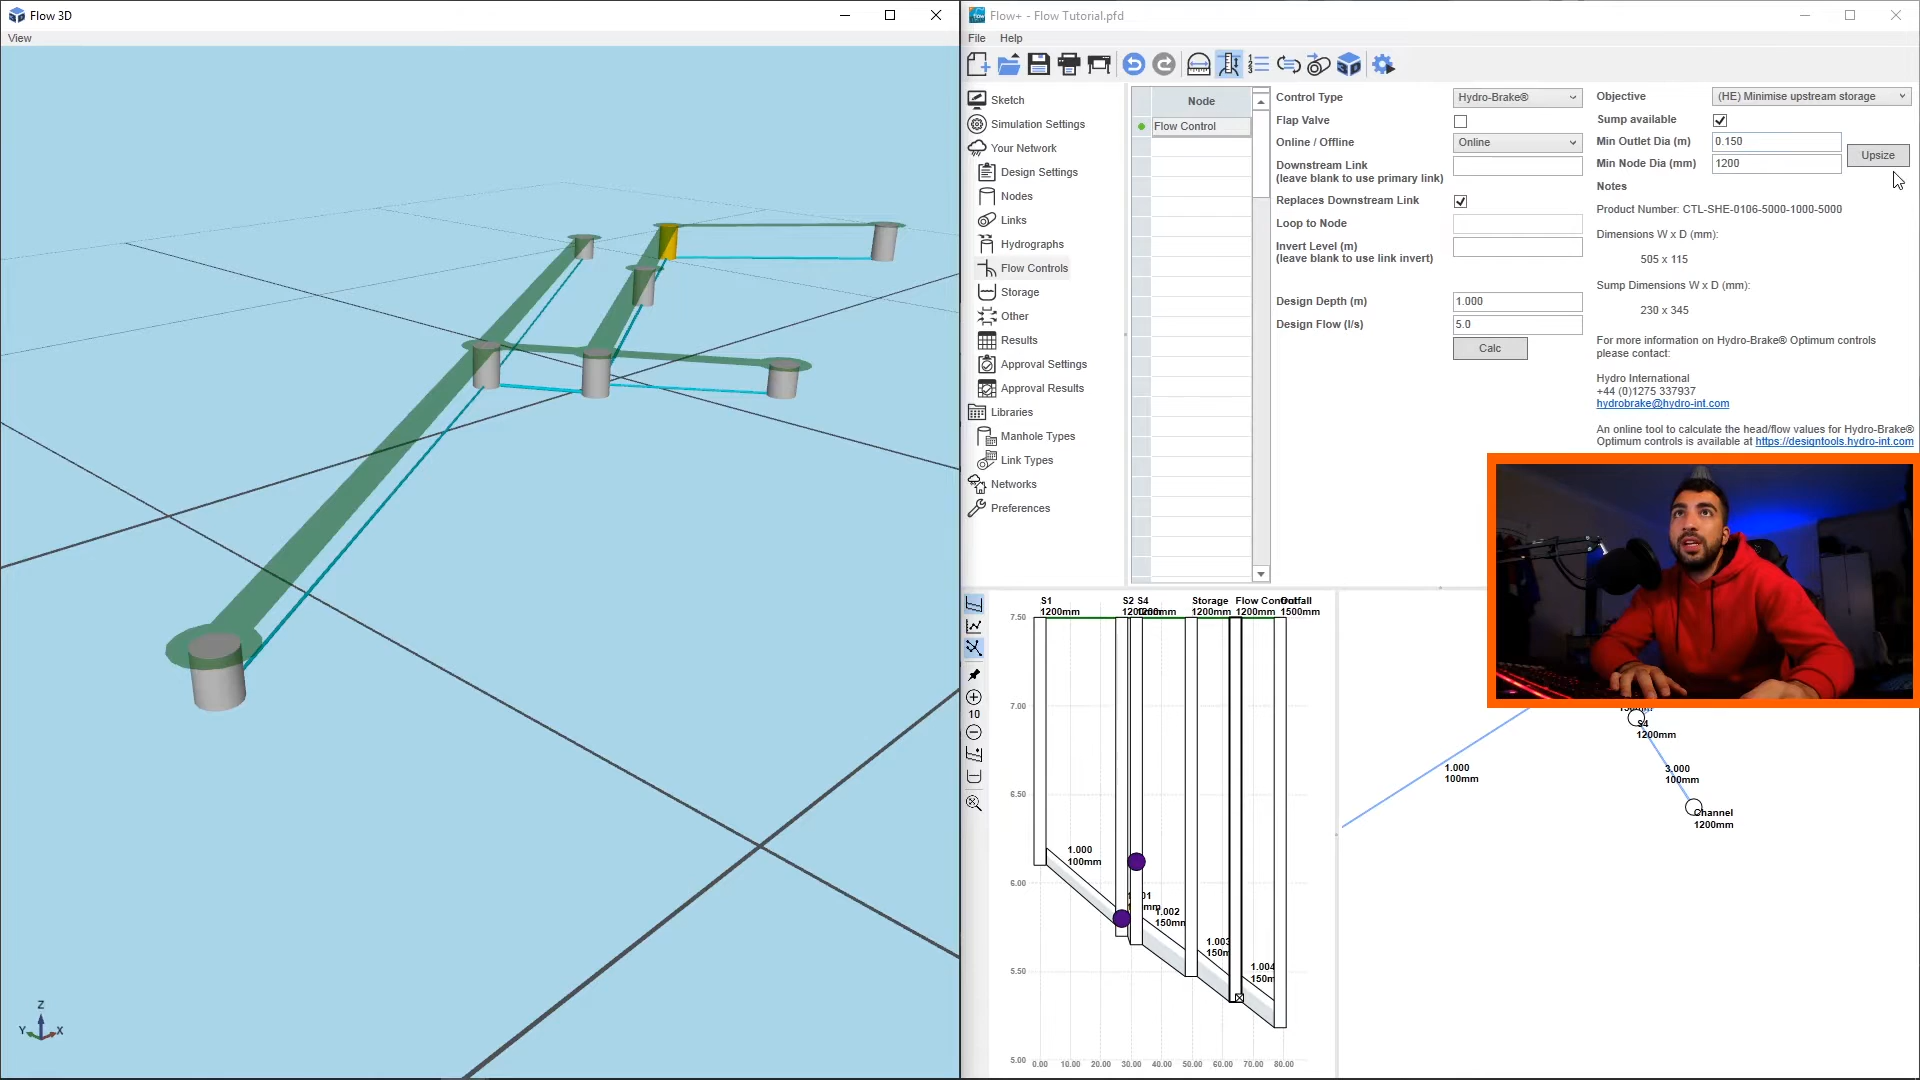 Flow 3D
View
Z
Y
X
Flow+ - Flow Tutorial.pfd
File Help
Sketch
Simulation Settings
Your Network
Design Settings
Nodes
Links
Hydrographs
Flow Controls
Storage
Other
Results
Approval Settings
Approval Results
Libraries
Manhole Types
Link Types
Networks
Preferences
Node
Flow Control
Control Type
Hydro-Brake®
Flap Valve
Online / Offline
Online
Downstream Link
(leave blank to use primary link)
Replaces Downstream Link
Loop to Node
Invert Level (m)
(leave blank to use link invert)
Design Depth (m)
1.000
Design Flow (l/s)
5.0
Calc
Objective
(HE) Minimise upstream storage
Sump available
Min Outlet Dia (m)
0.150
Min Node Dia (mm)
1200
Upsize
Notes
Product Number: CTL-SHE-0106-5000-1000-5000
Dimensions W x D (mm):
505 x 115
Sump Dimensions W x D (mm):
230 x 345
For more information on Hydro-Brake® Optimum controls
please contact:
Hydro International
+44 (0)1275 337937
hydrobrake@hydro-int.com
An online tool to calculate the head/flow values for Hydro-Brake®
Optimum controls is available at https://designtools.hydro-int.com
10
S1
1200mm
S2 S4
Storage
1200mm
1200mm
1500mm
7.50
7.00
6.50
6.00
5.50
5.00
1.000
100mm
1.002
150mm
1.003
1.004
0.00 10.00 20.00 30.00 40.00 50.00 60.00 70.00 80.00
S4
1200mm
1.000
100mm
3.000
100mm
Channel
1200mm